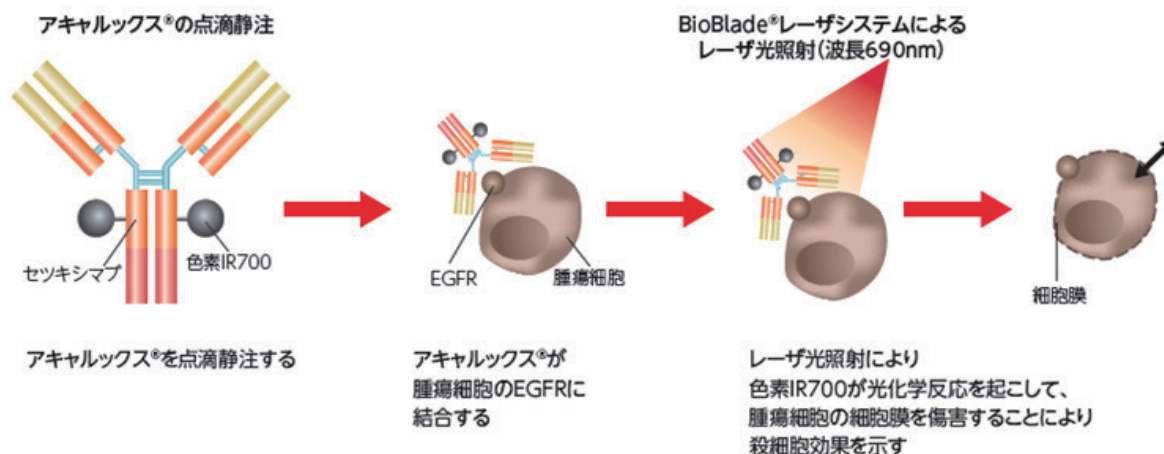 アキャルックス®の点滴静注
BioBlade®レーザシステムによる
レーザ光照射(波長690nm)
セツキシマブ
色素IR700
EGFR
腫瘍細胞
細胞膜
アキャルックス®を点滴静注する
アキャルックス®が
腫瘍細胞のEGFRに
結合する
レーザ光照射により
色素IR700が光化学反応を起こして、
腫瘍細胞の細胞膜を傷害することにより
殺細胞効果を示す